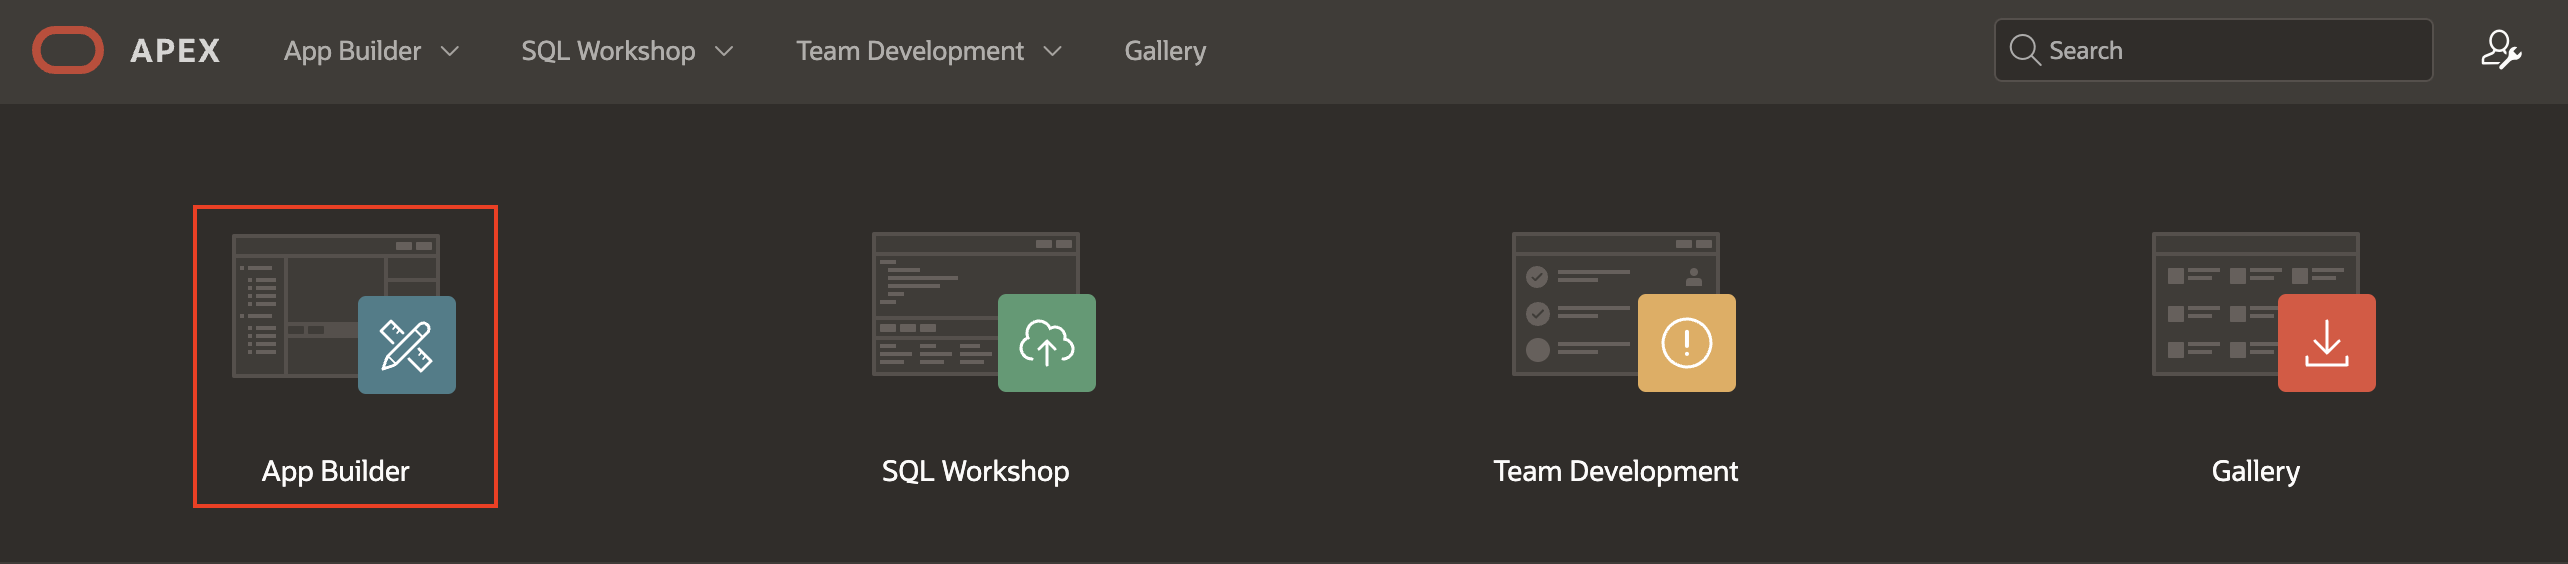 APEX App Builder SQL Workshop Team Development Gallery Search
App Builder SQL Workshop Team Development Gallery